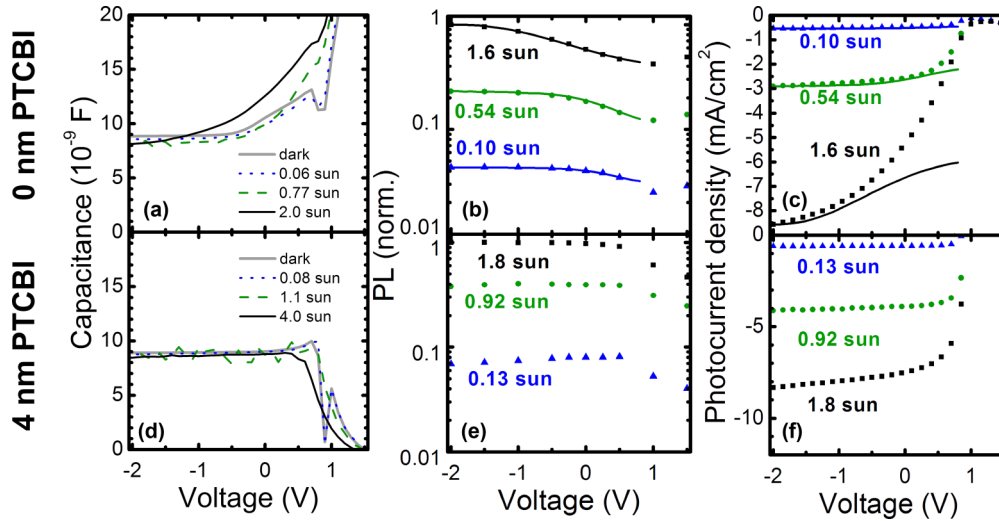 0 nm PTCBI
4 nm PTCBI
Capacitance (10⁻⁹ F)
20
15
10
5
0
dark
0.06 sun
0.77 sun
2.0 sun
(a)
20
15
10
5
0
dark
0.08 sun
1.1 sun
4.0 sun
(d)
-2 -1 0 1
Voltage (V)
PL (norm.)
1
0.1
0.01
1.6 sun
0.54 sun
0.10 sun
(b)
1
0.1
0.01
1.8 sun
0.92 sun
0.13 sun
(e)
-2 -1 0 1
Voltage (V)
Photocurrent density (mA/cm²)
0
-1
-2
-3
-4
-5
-6
-7
-8
0.10 sun
0.54 sun
1.6 sun
(c)
0
-5
-10
0.13 sun
0.92 sun
1.8 sun
(f)
-2 -1 0 1
Voltage (V)